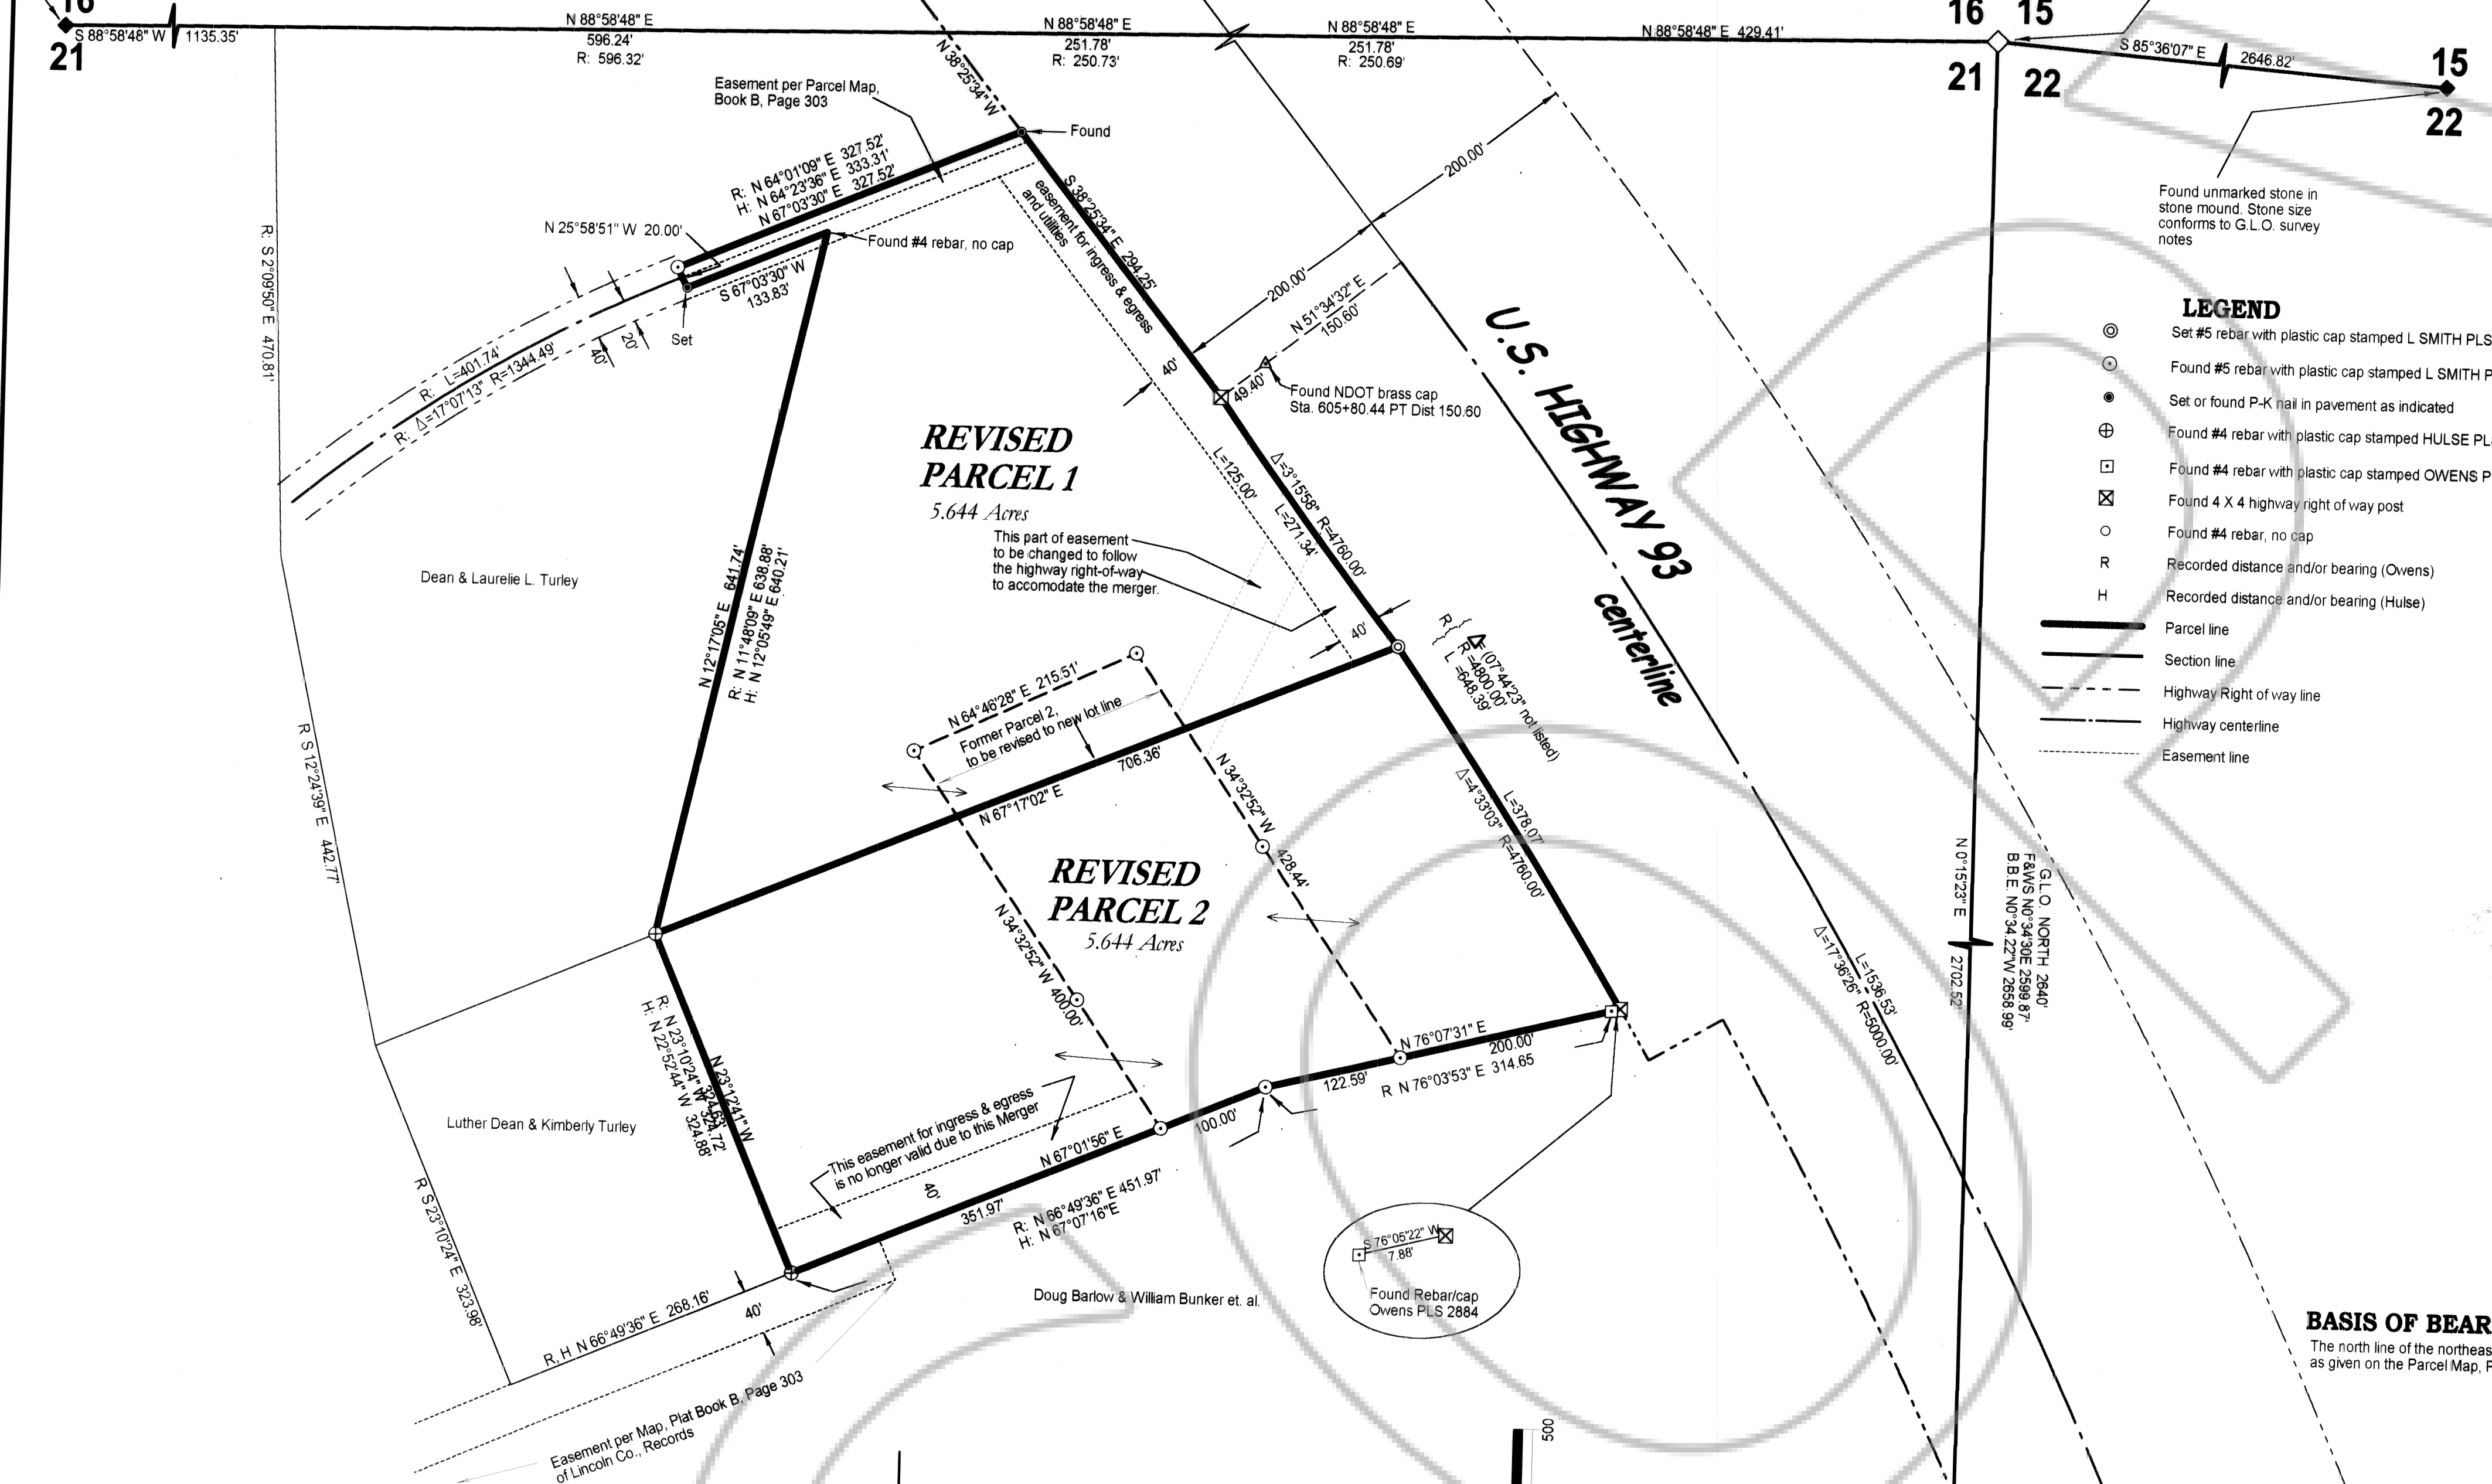 16
21
S 88°58'48" W 1135.35'
N 88°58'48" E
596.24'
R: 596.32'
N 88°58'48" E
251.78'
R: 250.73'
N 88°58'48" E
251.78'
R: 250.69'
N 88°58'48" E 429.41'
16 15
21 22
S 85°36'07" E 2646.82'
15
22
N 38°25'34" W
Easement per Parcel Map,
Book B, Page 303
Found
R: N 64°01'09" E 327.52'
H: N 64°23'36" E 333.31'
N 67°03'30" E 327.52'
N 25°58'51" W 20.00'
Found #4 rebar, no cap
S 67°03'30" W
133.83'
Set
20'
40'
R: L=401.74'
R: Δ=17°07'13" R=1344.49'
R: S 2°09'50" E 470.81'
S 38°25'34" E 294.25'
easement for ingress & egress
and utilities
200.00'
200.00'
N 51°34'32" E
150.60'
40'
49.40'
Found NDOT brass cap
Sta. 605+80.44 PT Dist 150.60
U.S. HIGHWAY 93
centerline
Found unmarked stone in
stone mound. Stone size
conforms to G.L.O. survey
notes
LEGEND
Set #5 rebar with plastic cap stamped L SMITH PLS
Found #5 rebar with plastic cap stamped L SMITH P
Set or found P-K nail in pavement as indicated
Found #4 rebar with plastic cap stamped HULSE PL
Found #4 rebar with plastic cap stamped OWENS P
Found 4 X 4 highway right of way post
Found #4 rebar, no cap
R Recorded distance and/or bearing (Owens)
H Recorded distance and/or bearing (Hulse)
Parcel line
Section line
Highway Right of way line
Highway centerline
Easement line
REVISED
PARCEL 1
5.644 Acres
L=125.00'
L=271.34'
Δ=3°15'58" R=4760.00'
This part of easement
to be changed to follow
the highway right-of-way
to accomodate the merger.
40'
Dean & Laurelie L. Turley
N 12°17'05" E 641.74'
R: N 11°48'09" E 638.88'
H: N 12°05'49" E 640.21'
N 64°46'28" E 215.51'
Former Parcel 2,
to be revised to new lot line
706.36'
N 67°17'02" E
(07°44'23" not listed)
R =4800.00'
L =648.39'
N 34°32'52" W 428.44'
L=378.07'
Δ=4°33'03" R=4760.00'
REVISED
PARCEL 2
5.644 Acres
N 34°32'52" W 400.00'
R S 12°24'39" E 442.77'
R: N 23°10'24" W 324.72'
H: N 22°52'44" W 324.88'
N 23°12'41" W
Luther Dean & Kimberly Turley
R S 23°10'24" E 323.98'
This easement for ingress & egress
is no longer valid due to this Merger
40'
N 67°01'56" E
351.97'
100.00'
R: N 66°49'36" E 451.97'
H: N 67°07'16"E
122.59'
N 76°07'31" E
200.00'
R N 76°03'53" E 314.65
L=1536.53'
Δ=17°36'26" R=5000.00'
N 0°15'23" E 2702.52'
G.L.O. NORTH 2640'
F&WS N0°34'30E 2599.87'
B.B.E. N0°34.22"W 2658.99'
S 76°05'22" W
7.88'
Found Rebar/cap
Owens PLS 2884
Doug Barlow & William Bunker et. al.
R, H N 66°49'36" E 268.16'
40'
Easement per Map, Plat Book B, Page 303
of Lincoln Co., Records
500
BASIS OF BEAR
The north line of the northeas
as given on the Parcel Map, P